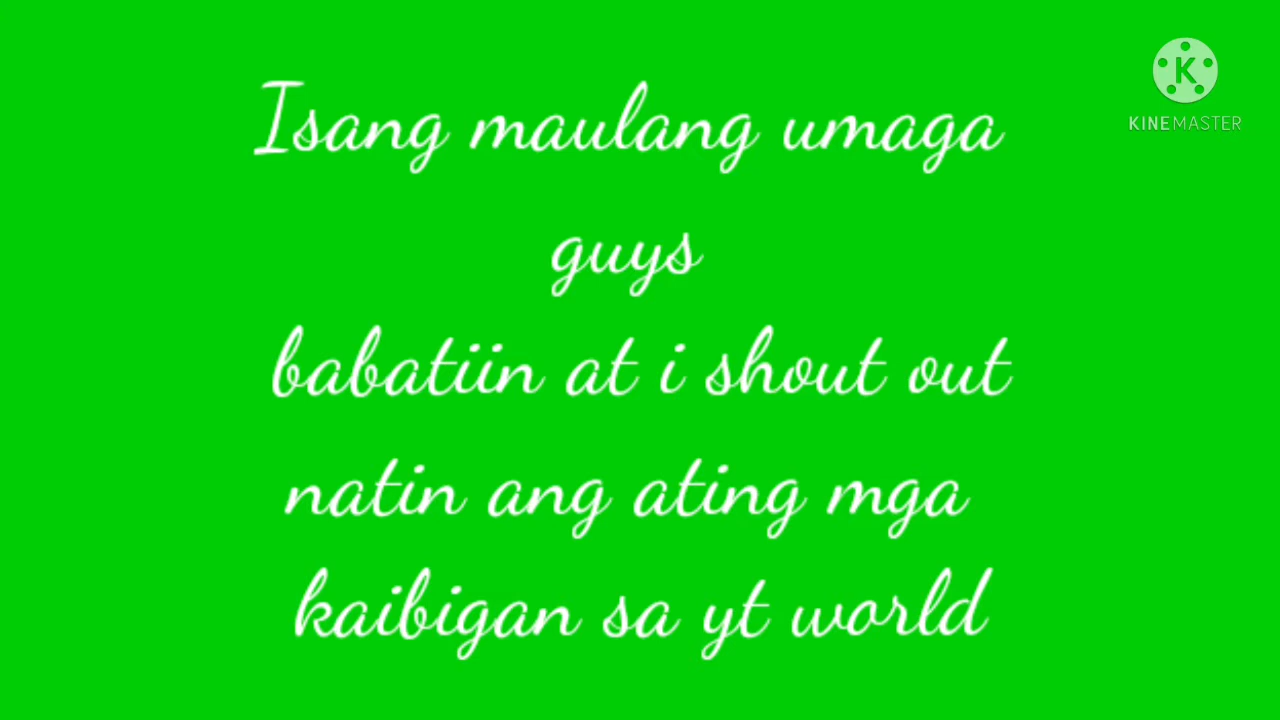 Isang maulang umaga
guys
babatiin at i shout out
natin ang ating mga
kaibigan sa yt world
K
KINEMASTER